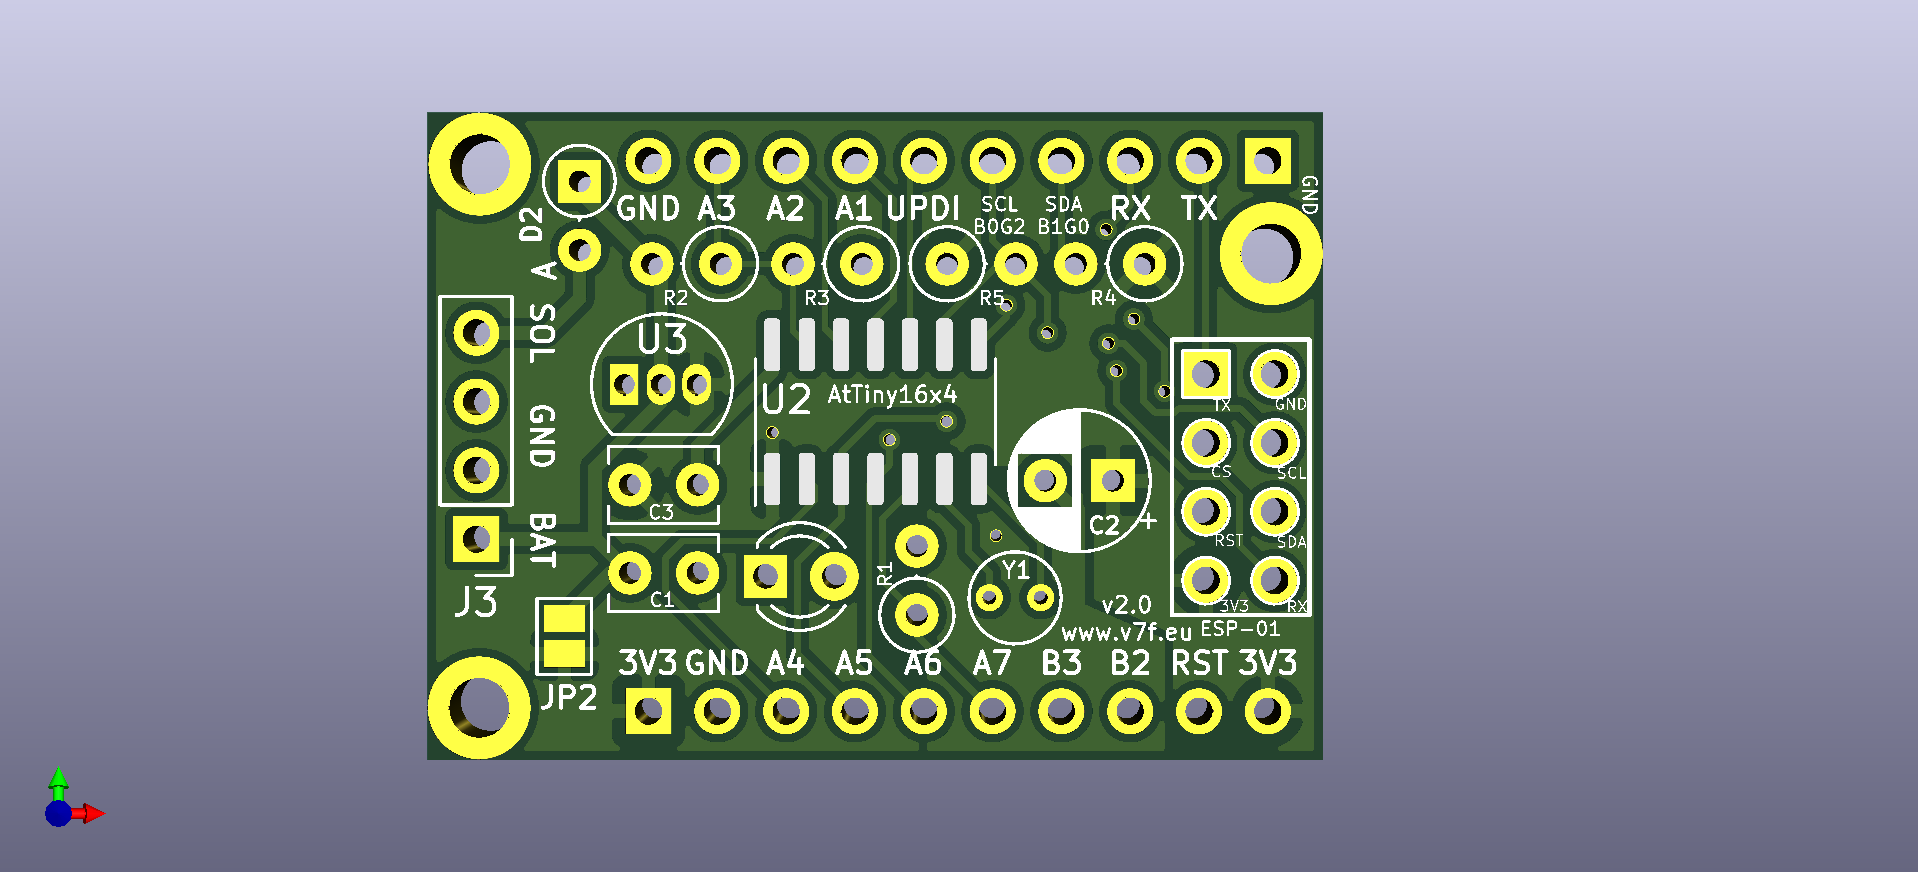 GND A3 A2 A1 UPDI SCL SDA RX TX GND
B0G2 B1G0
D2
A
R2 R3 R5 R4
SOL
U3
U2 AtTiny16x4
TX GND
GND
CS SCL
C3
BAT
C2 +
RST SDA
R1
Y1
C1
J3
3V3 RX
v2.0
www.v7f.eu ESP-01
JP2
3V3 GND A4 A5 A6 A7 B3 B2 RST 3V3